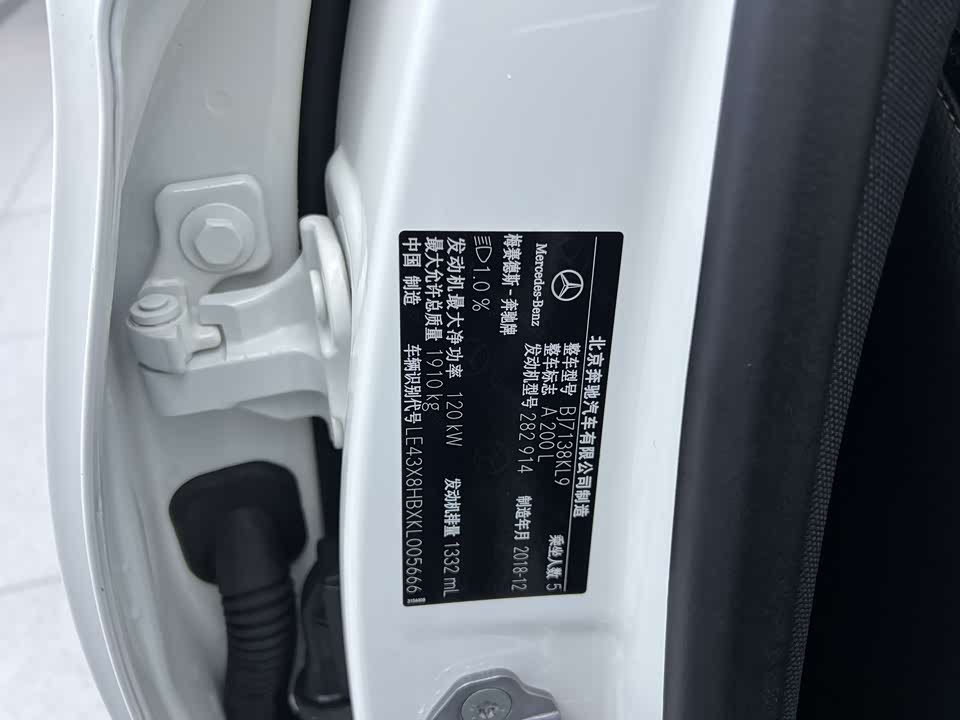 北京奔驰汽车有限公司制造
Mercedes-Benz
整车型号 BJ7138KL9 乘坐人数 5
整车标志 A 200 L
梅赛德斯-奔驰牌 发动机型号 282 914 制造年月 2018-12
1.0 %
发动机最大净功率 120 kW 发动机排量 1332 mL
最大允许总质量 1910 kg
中国 制造 车辆识别代号 LE43X8HBXKL005666